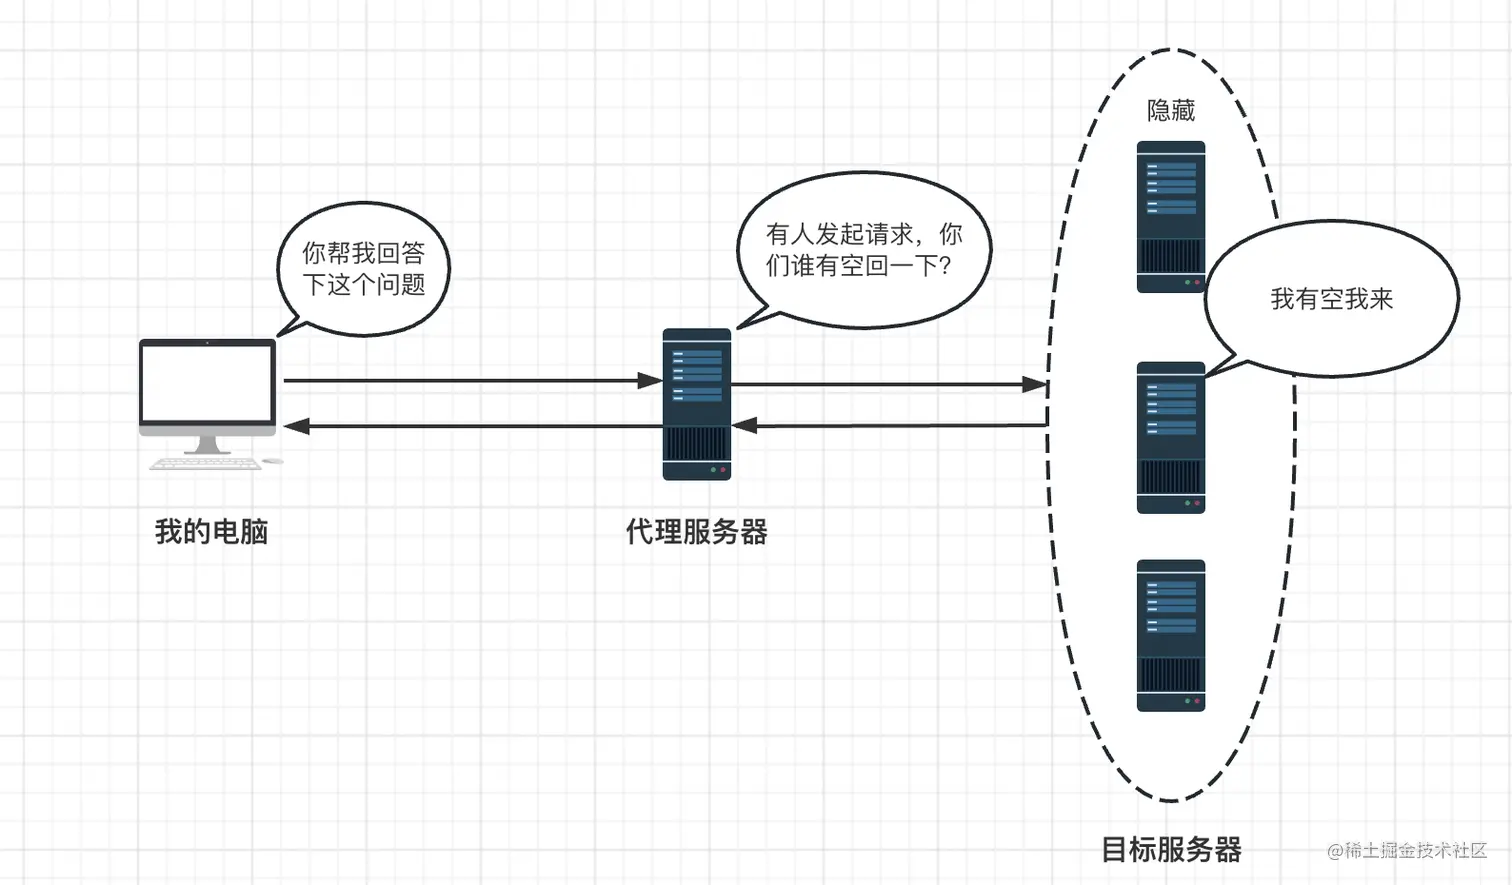 隐藏
你帮我回答
下这个问题
有人发起请求，你
们谁有空回一下？
我有空我来
我的电脑
代理服务器
目标服务器
@稀土掘金技术社区